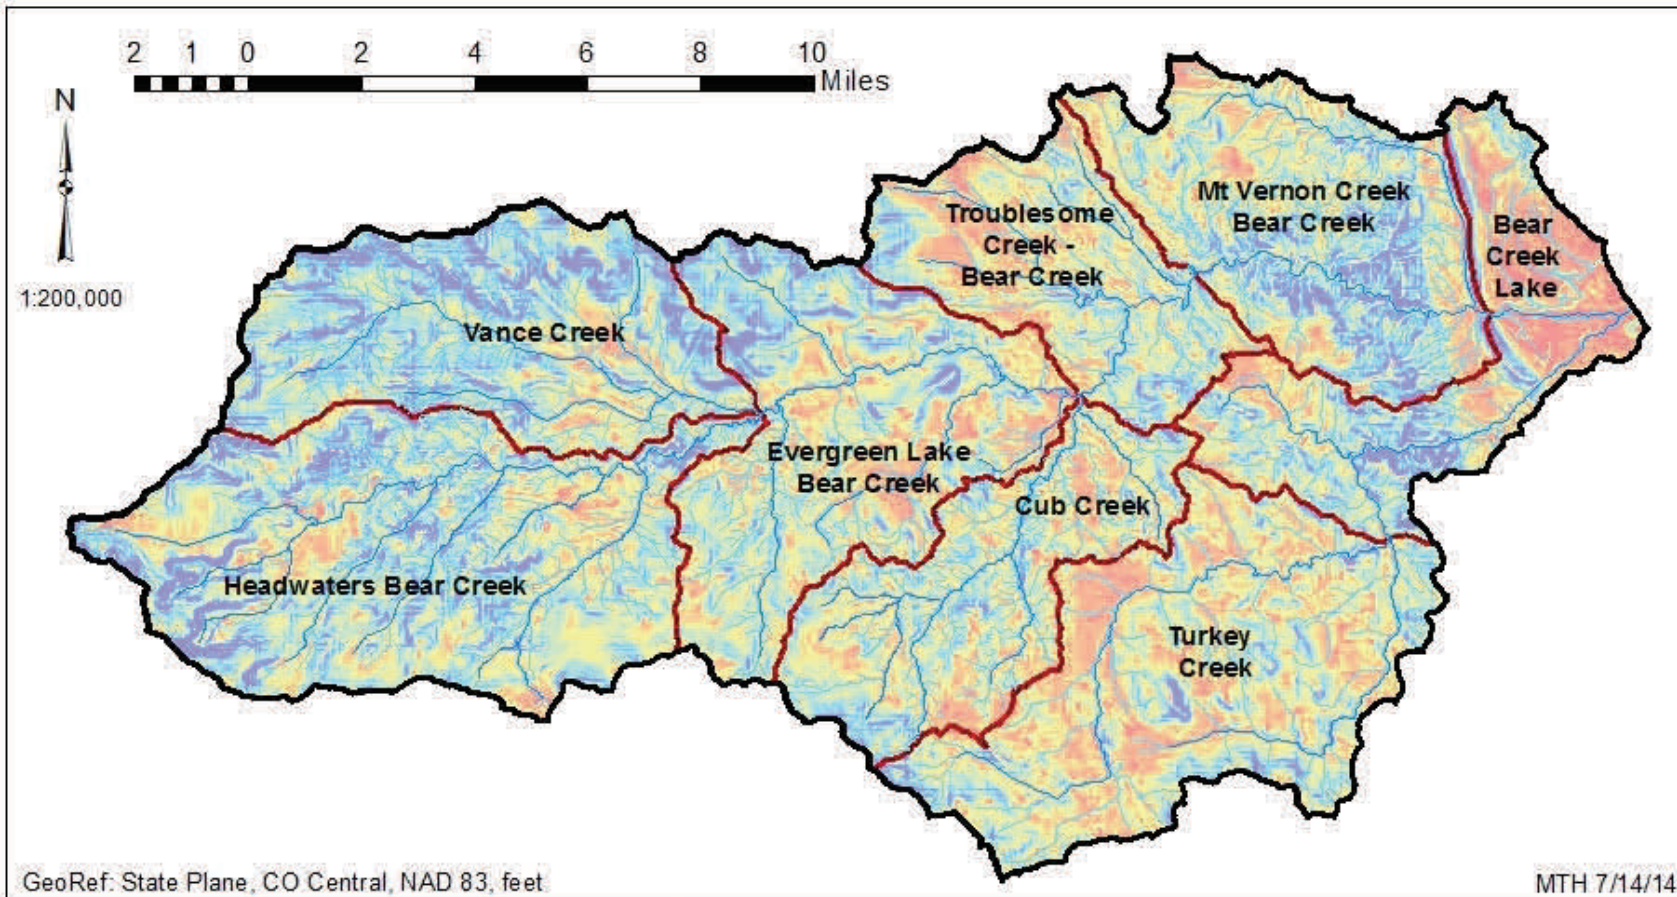 2 1 0 2 4 6 8 10
Miles
N
1:200,000
Mt Vernon Creek
Bear Creek
Troublesome
Creek -
Bear Creek
Bear
Creek
Lake
Vance Creek
Evergreen Lake
Bear Creek
Cub Creek
Headwaters Bear Creek
Turkey
Creek
GeoRef: State Plane, CO Central, NAD 83, feet
MTH 7/14/14